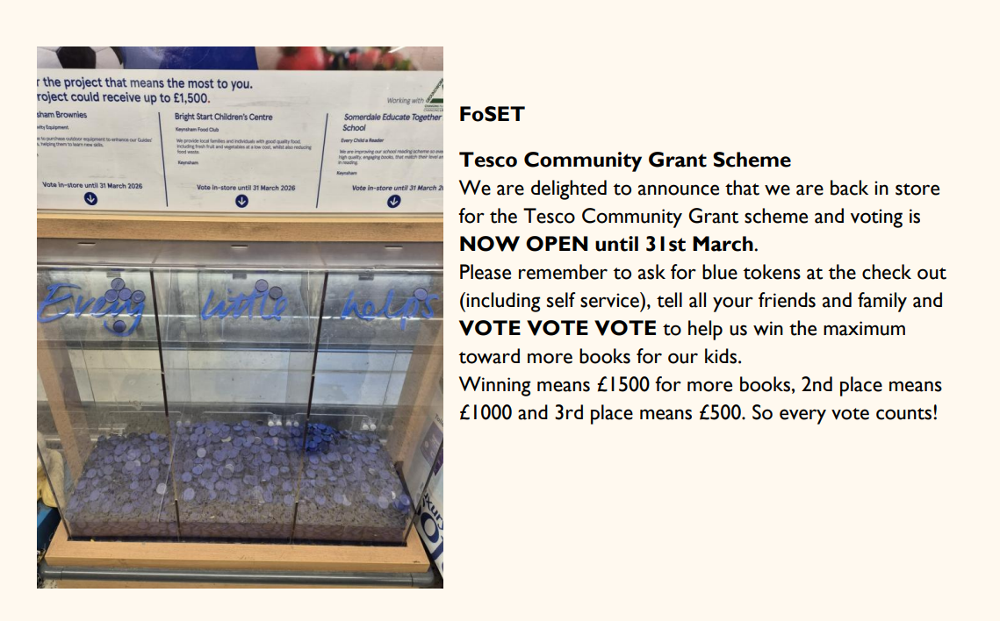 r the project that means the most to you.
roject could receive up to £1,500.
Working with
sham Brownies
vity Equipment
s to purchase outdoor equipment to enhance our Guides'
, helping them to learn new skills.
Vote in-store until 31 March 2026
Bright Start Children's Centre
Keynsham Food Club
We provide local families and individuals with good quality food,
including fresh fruit and vegetables at a low cost, whilst also reducing
food waste.
Keynsham
Vote in-store until 31 March 2026
Somerdale Educate Together
School
Every Child a Reader
We are improving our school reading scheme so
high quality, engaging books, that match their level
in reading.
Keynsham
Vote in-store until 31 March 2
Every little helps
FoSET
Tesco Community Grant Scheme
We are delighted to announce that we are back in store
for the Tesco Community Grant scheme and voting is
NOW OPEN until 31st March.
Please remember to ask for blue tokens at the check out
(including self service), tell all your friends and family and
VOTE VOTE VOTE to help us win the maximum
toward more books for our kids.
Winning means £1500 for more books, 2nd place means
£1000 and 3rd place means £500. So every vote counts!